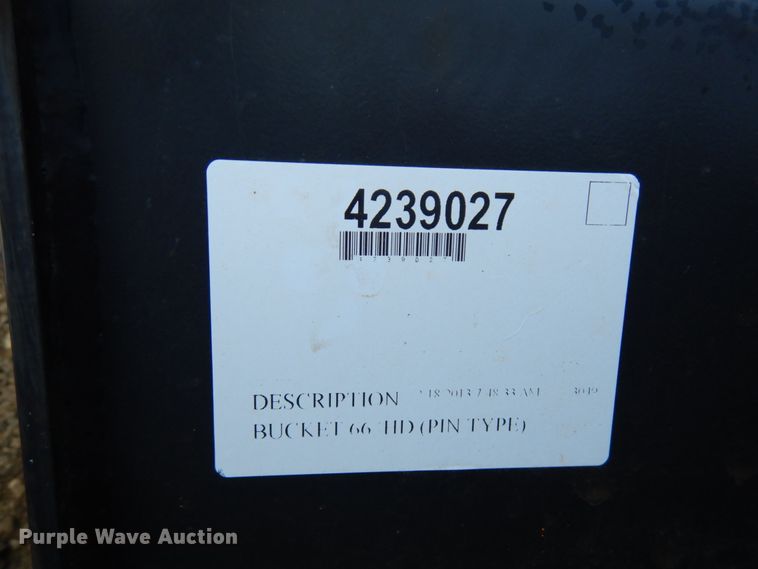 4239027
DESCRIPTION
BUCKET 66 HD (PIN TYPE)
Purple Wave Auction